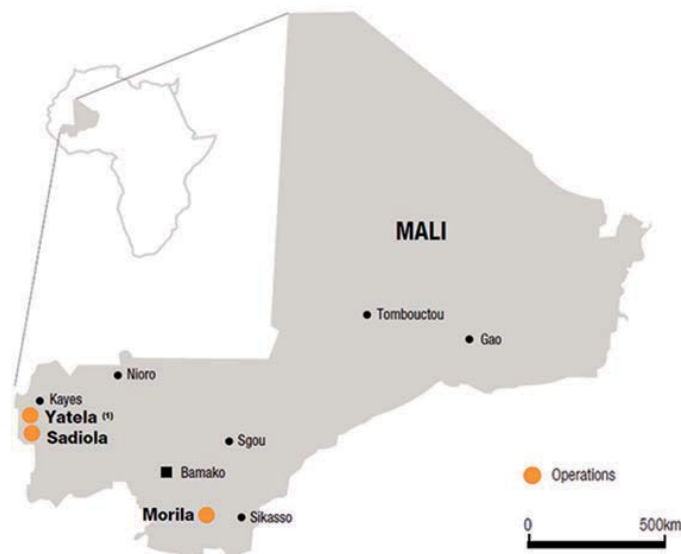 MALI
Tombouctou
Gao
Nioro
Kayes
Yatela (1)
Sadiola
Sgou
Bamako
Morila
Sikasso
Operations
0 500km